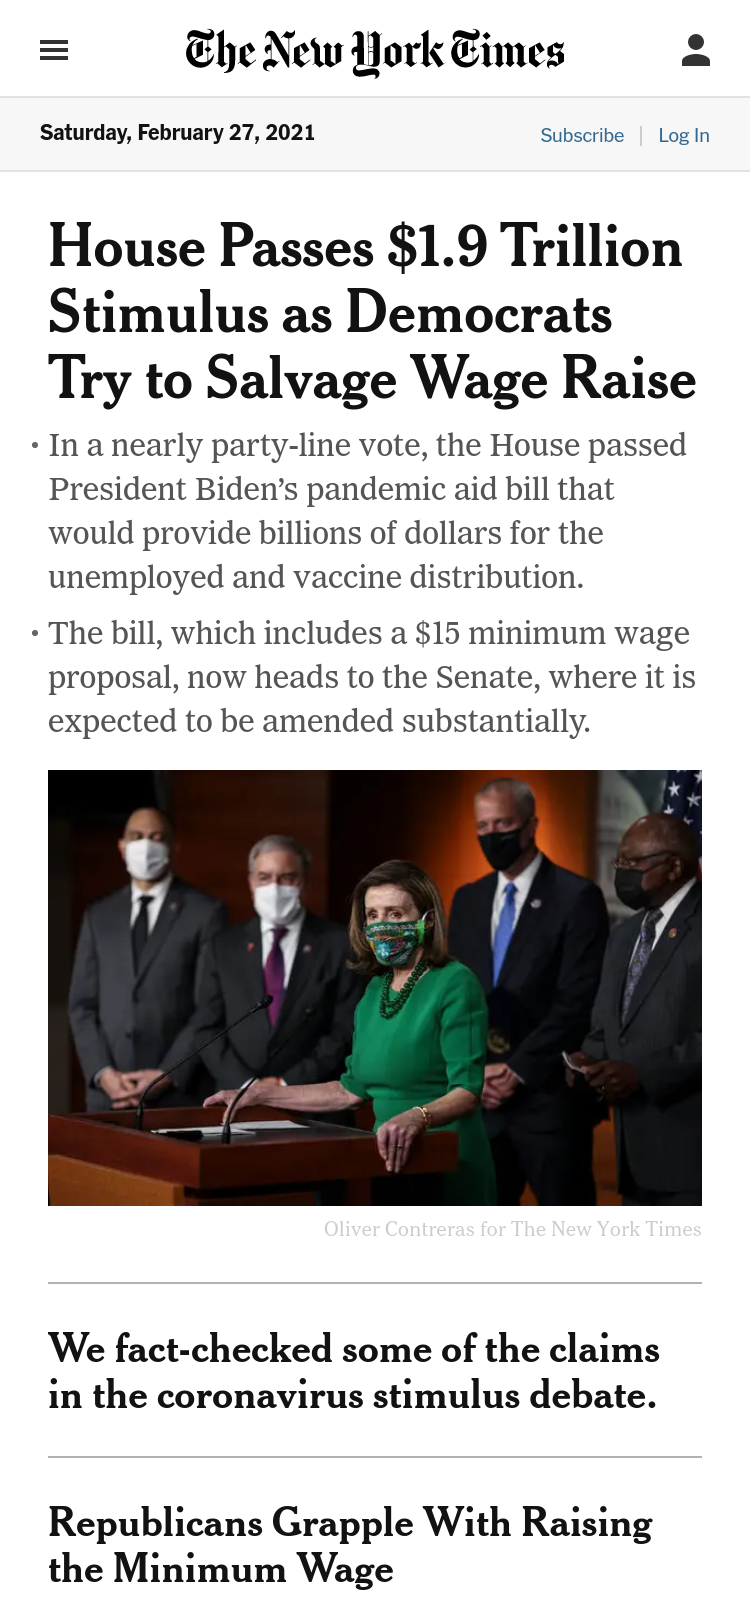 The New York Times
Saturday, February 27, 2021
Subscribe | Log In
House Passes $1.9 Trillion
Stimulus as Democrats
Try to Salvage Wage Raise
• In a nearly party-line vote, the House passed
President Biden’s pandemic aid bill that
would provide billions of dollars for the
unemployed and vaccine distribution.
• The bill, which includes a $15 minimum wage
proposal, now heads to the Senate, where it is
expected to be amended substantially.
Oliver Contreras for The New York Times
We fact-checked some of the claims
in the coronavirus stimulus debate.
Republicans Grapple With Raising
the Minimum Wage